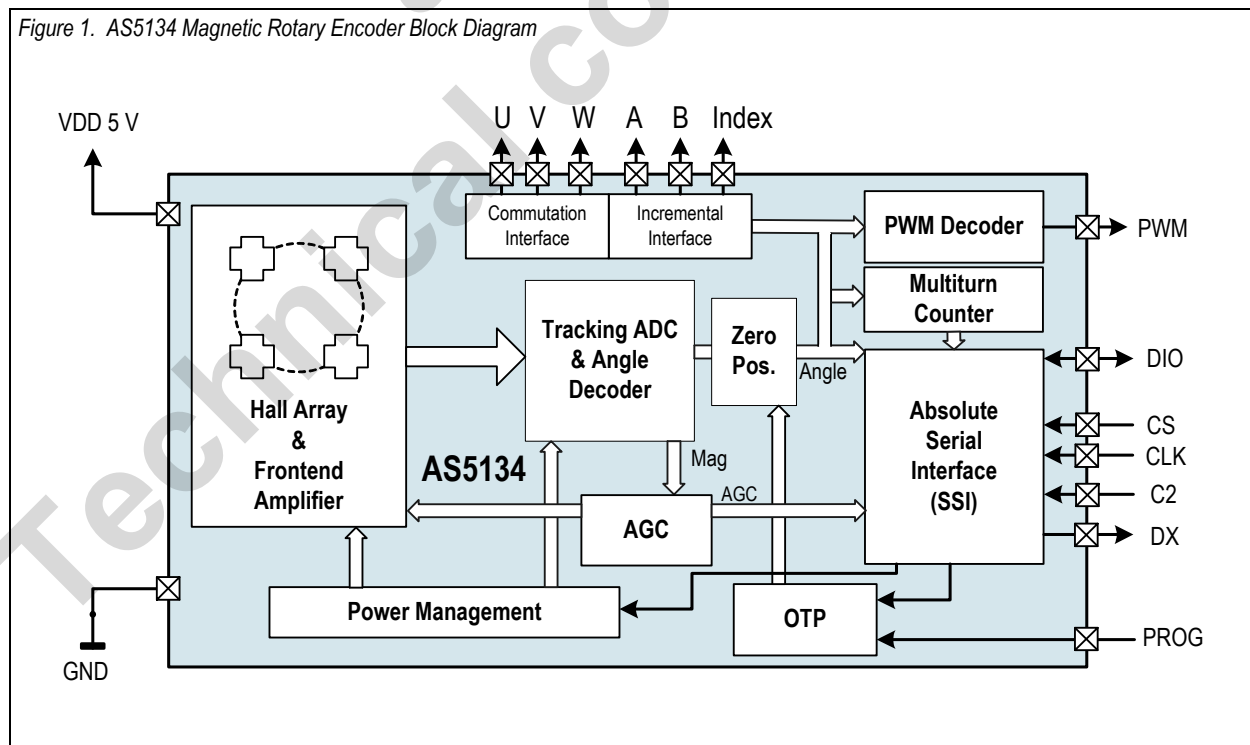 Figure 1. AS5134 Magnetic Rotary Encoder Block Diagram
VDD 5 V
U V W A B Index
Commutation
Interface
Incremental
Interface
PWM Decoder
PWM
Multiturn
Counter
Hall Array
&
Frontend
Amplifier
Tracking ADC
& Angle
Decoder
Zero
Pos.
Angle
Absolute
Serial
Interface
(SSI)
DIO
CS
CLK
C2
DX
AS5134
Mag
AGC
AGC
Power Management
OTP
PROG
GND
Technical co